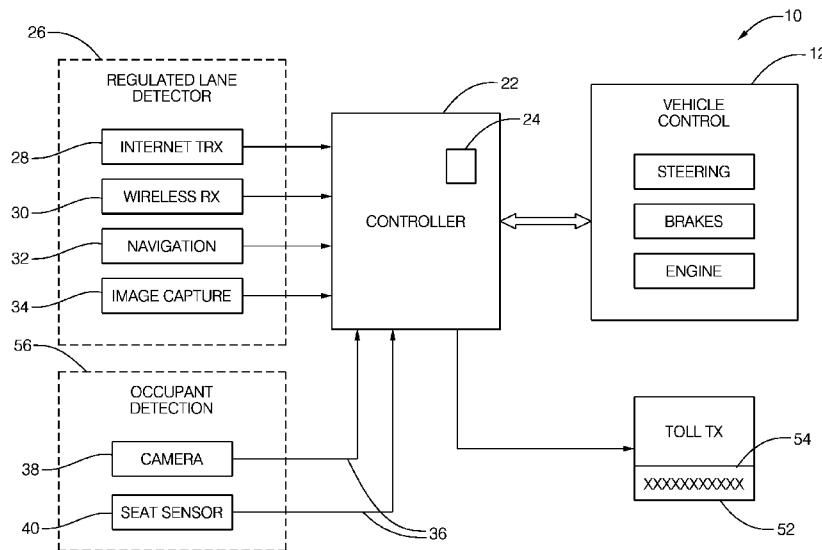 10
26
REGULATED LANE
DETECTOR
28
INTERNET TRX
30
WIRELESS RX
32
NAVIGATION
34
IMAGE CAPTURE
22
24
CONTROLLER
12
VEHICLE
CONTROL
STEERING
BRAKES
ENGINE
56
OCCUPANT
DETECTION
38
CAMERA
40
SEAT SENSOR
36
TOLL TX
54
XXXXXXXXXXX
52